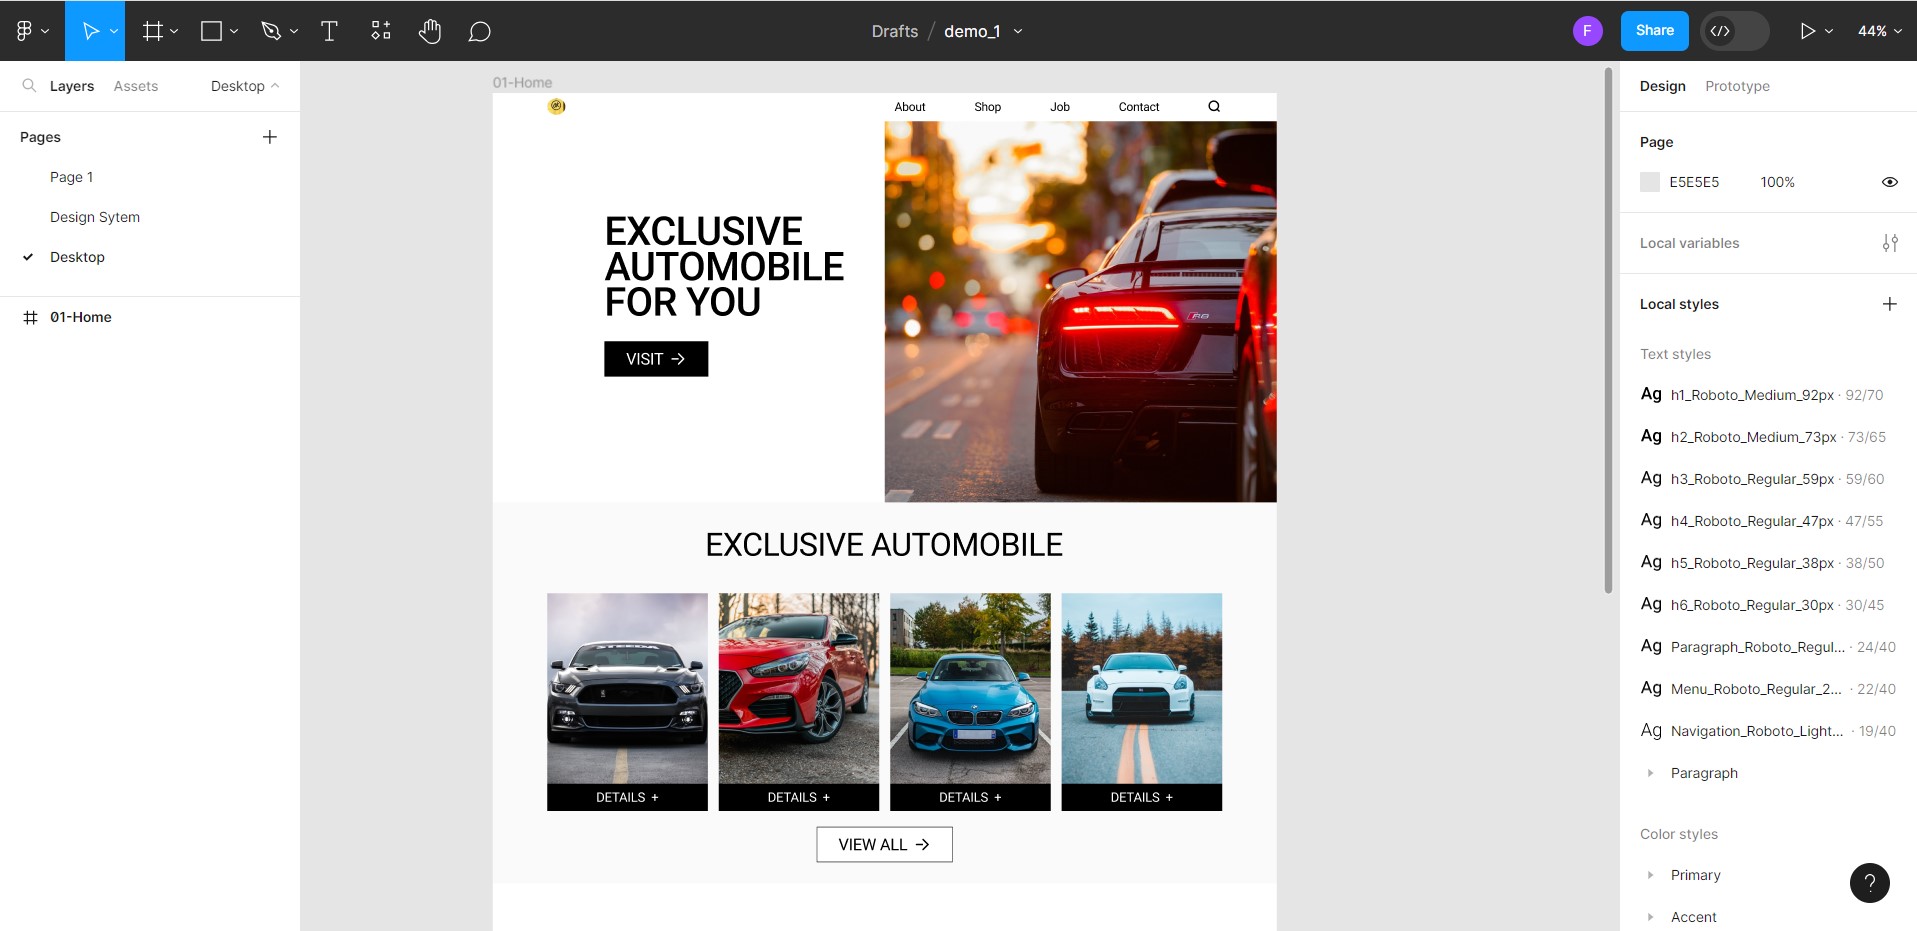 Drafts / demo_1
F
Share
44%
Layers
Assets
Desktop
Pages
Page 1
Design Sytem
Desktop
01-Home
01-Home
About
Shop
Job
Contact
EXCLUSIVE
AUTOMOBILE
FOR YOU
VISIT →
R8
EXCLUSIVE AUTOMOBILE
STEEDA
DETAILS +
DETAILS +
DETAILS +
DETAILS +
VIEW ALL →
Design
Prototype
Page
E5E5E5
100%
Local variables
Local styles
Text styles
Ag h1_Roboto_Medium_92px · 92/70
Ag h2_Roboto_Medium_73px · 73/65
Ag h3_Roboto_Regular_59px · 59/60
Ag h4_Roboto_Regular_47px · 47/55
Ag h5_Roboto_Regular_38px · 38/50
Ag h6_Roboto_Regular_30px · 30/45
Ag Paragraph_Roboto_Regul... · 24/40
Ag Menu_Roboto_Regular_2... · 22/40
Ag Navigation_Roboto_Light... · 19/40
Paragraph
Color styles
Primary
Accent
?